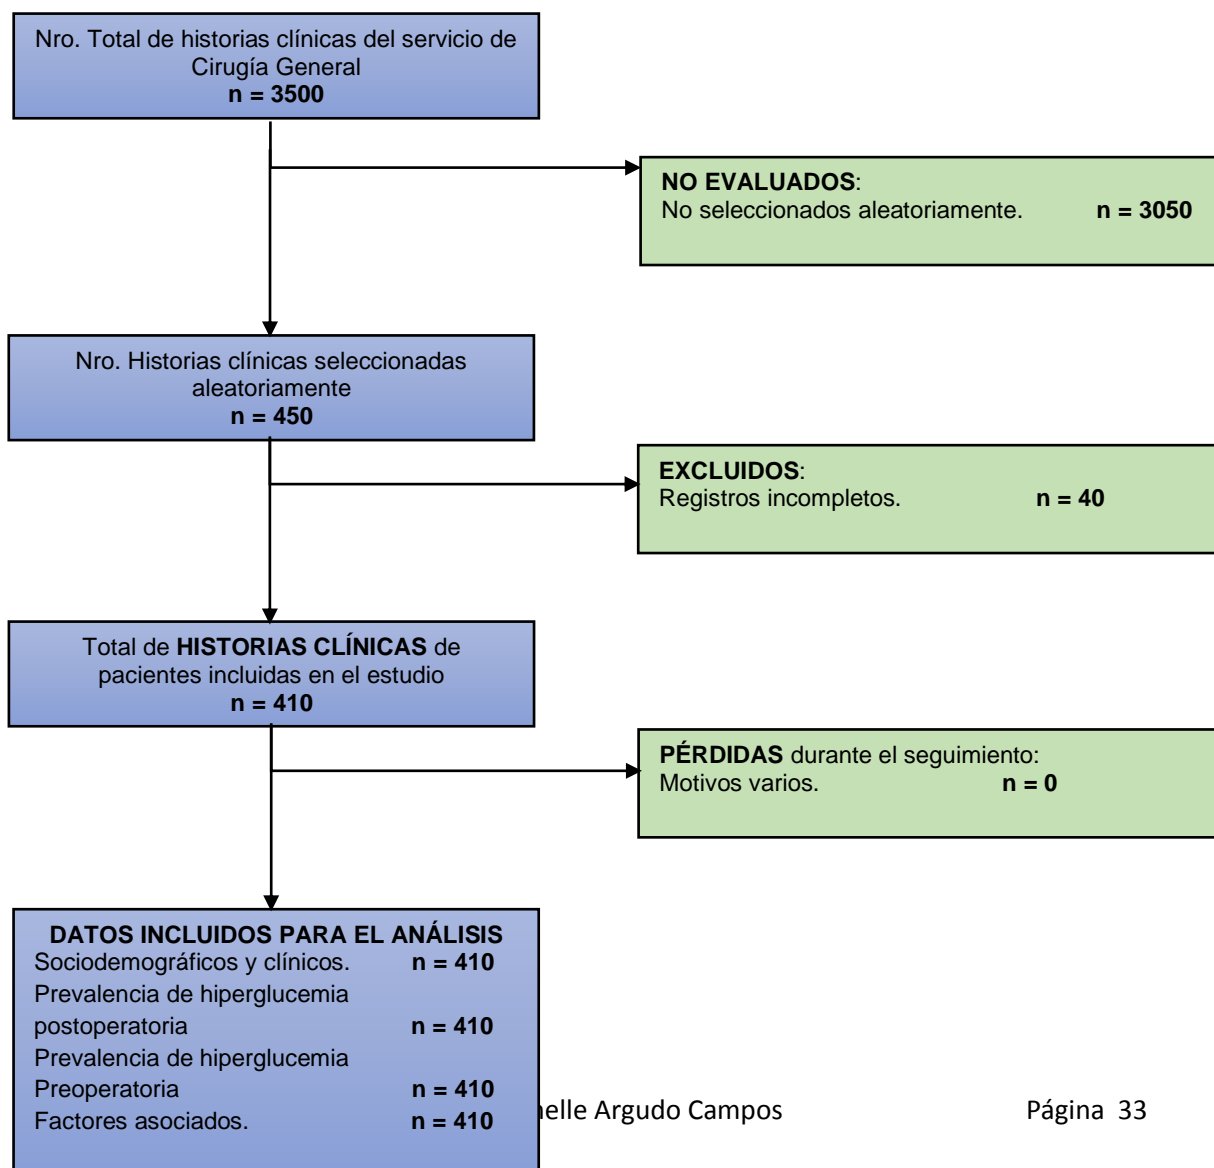 Nro. Total de historias clínicas del servicio de
Cirugía General
n = 3500
NO EVALUADOS:
No seleccionados aleatoriamente. n = 3050
Nro. Historias clínicas seleccionadas
aleatoriamente
n = 450
EXCLUIDOS:
Registros incompletos. n = 40
Total de HISTORIAS CLÍNICAS de
pacientes incluidas en el estudio
n = 410
PÉRDIDAS durante el seguimiento:
Motivos varios. n = 0
DATOS INCLUIDOS PARA EL ANÁLISIS
Sociodemográficos y clínicos. n = 410
Prevalencia de hiperglucemia
postoperatoria n = 410
Prevalencia de hiperglucemia
Preoperatoria n = 410
Factores asociados. n = 410
Argudo Campos Página 33